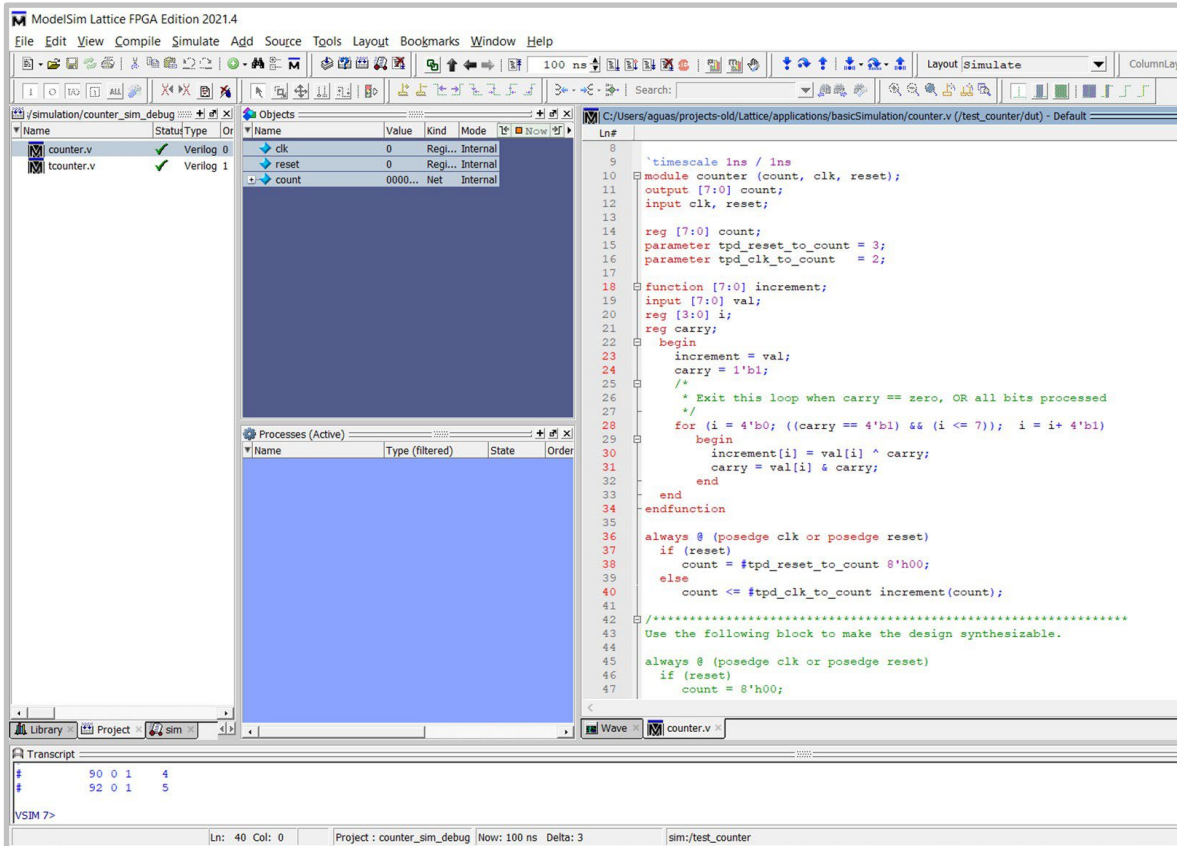 ModelSim Lattice FPGA Edition 2021.4
File Edit View Compile Simulate Add Source Tools Layout Bookmarks Window Help
100 ns Layout Simulate ColumnLay
Search:
/simulation/counter_sim_debug
Name Status Type Or
counter.v Verilog 0
tcounter.v Verilog 1
Library Project sim
Objects
Name Value Kind Mode Now
clk 0 Regi... Internal
reset 0 Regi... Internal
count 0000... Net Internal
Processes (Active)
Name Type (filtered) State Order
C:/Users/aguas/projects-old/Lattice/applications/basicSimulation/counter.v (/test_counter/dut) - Default
Ln#
8
9 `timescale 1ns / 1ns
10 module counter (count, clk, reset);
11 output [7:0] count;
12 input clk, reset;
13
14 reg [7:0] count;
15 parameter tpd_reset_to_count = 3;
16 parameter tpd_clk_to_count = 2;
17
18 function [7:0] increment;
19 input [7:0] val;
20 reg [3:0] i;
21 reg carry;
22 begin
23 increment = val;
24 carry = 1'b1;
25 /*
26 * Exit this loop when carry == zero, OR all bits processed
27 */
28 for (i = 4'b0; ((carry == 4'b1) && (i <= 7)); i = i+ 4'b1)
29 begin
30 increment[i] = val[i] ^ carry;
31 carry = val[i] & carry;
32 end
33 end
34 endfunction
35
36 always @ (posedge clk or posedge reset)
37 if (reset)
38 count = #tpd_reset_to_count 8'h00;
39 else
40 count <= #tpd_clk_to_count increment(count);
41
42 /****************************************************************
43 Use the following block to make the design synthesizable.
44
45 always @ (posedge clk or posedge reset)
46 if (reset)
47 count = 8'h00;
Wave counter.v
Transcript
# 90 0 1 4
# 92 0 1 5
VSIM 7>
Ln: 40 Col: 0 Project : counter_sim_debug Now: 100 ns Delta: 3 sim:/test_counter